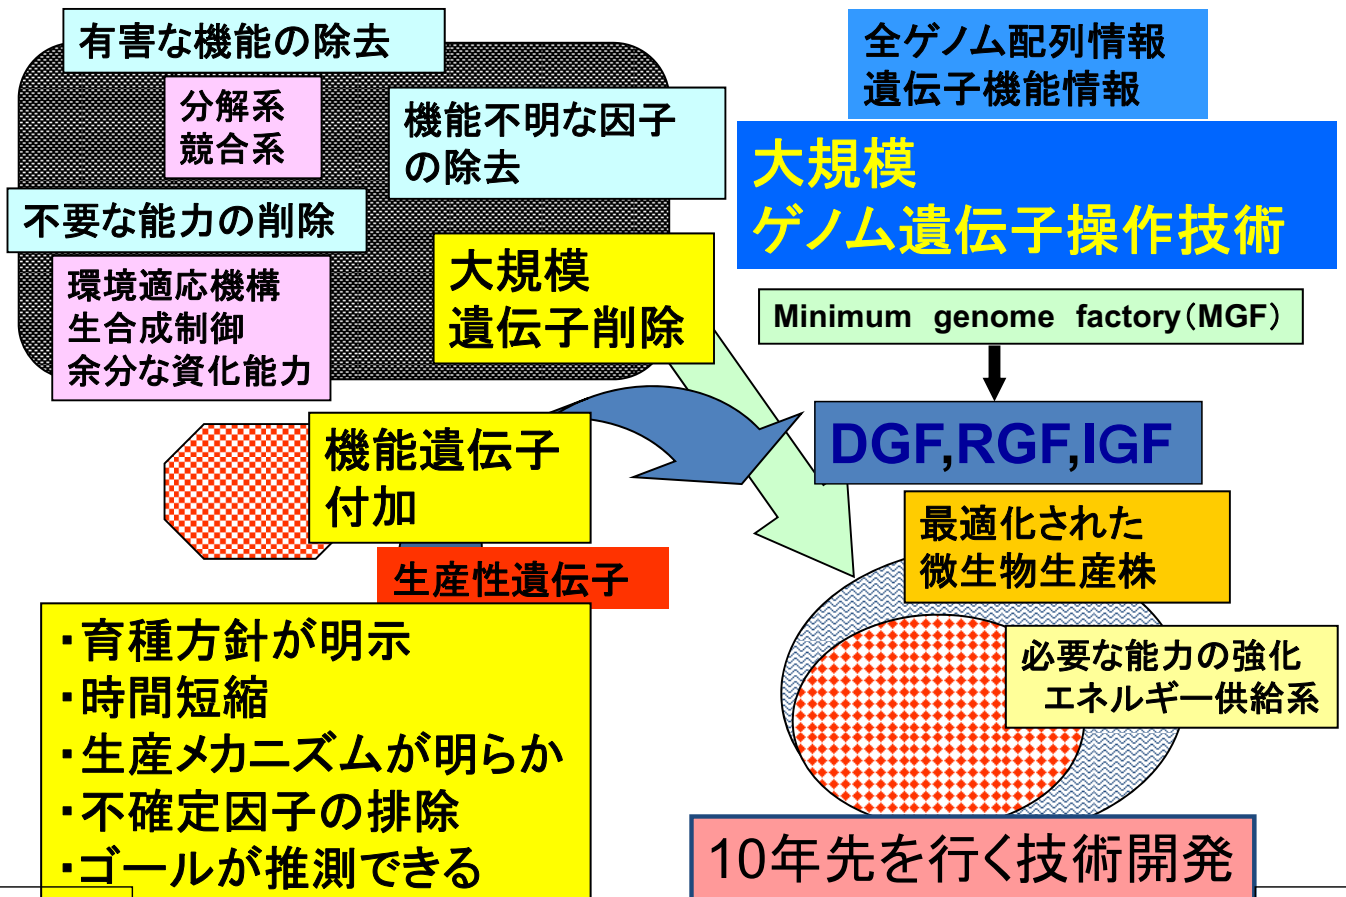 有害な機能の除去
分解系
競合系
機能不明な因子
の除去
不要な能力の削除
環境適応機構
生合成制御
余分な資化能力
大規模
遺伝子削除
機能遺伝子
付加
生産性遺伝子
・育種方針が明示
・時間短縮
・生産メカニズムが明らか
・不確定因子の排除
・ゴールが推測できる
全ゲノム配列情報
遺伝子機能情報
大規模
ゲノム遺伝子操作技術
Minimum genome factory(MGF)
DGF,RGF,IGF
最適化された
微生物生産株
必要な能力の強化
エネルギー供給系
10年先を行く技術開発